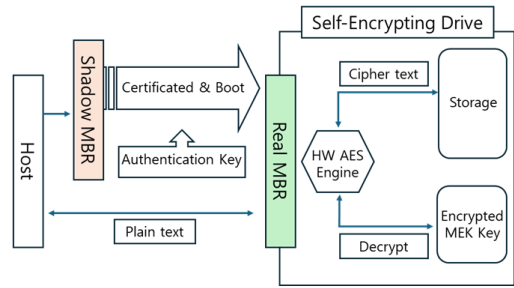 Self-Encrypting Drive
Host
Shadow MBR
Certificated & Boot
Authentication Key
Plain text
Real MBR
Cipher text
HW AES
Engine
Storage
Decrypt
Encrypted
MEK Key